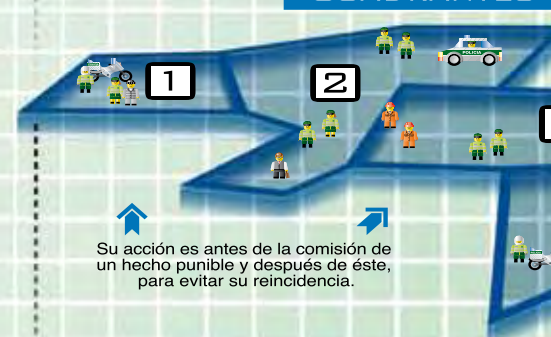 1
2
POLICIA
Su acción es antes de la comisión de
un hecho punible y después de éste,
para evitar su reincidencia.